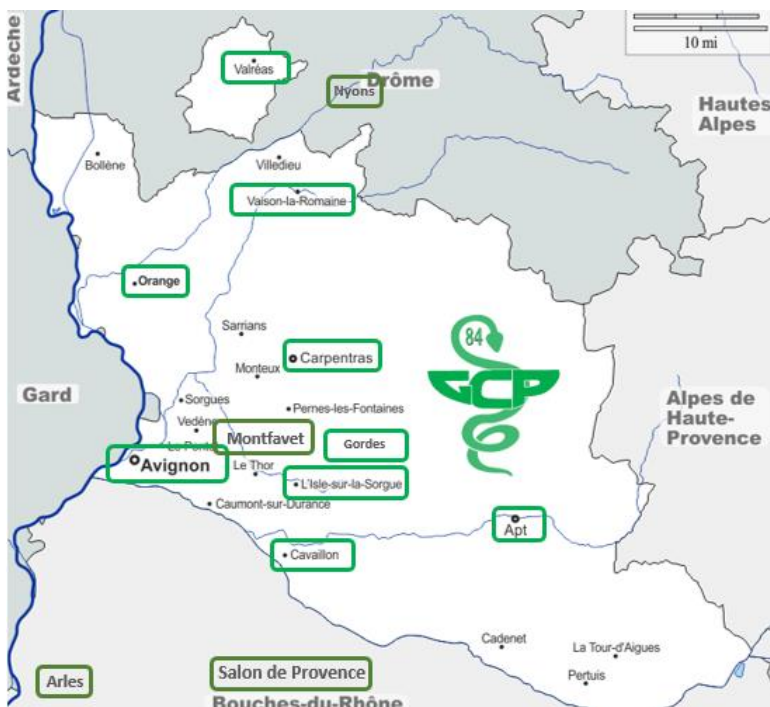 Ardeche
10 mi
Valréas
Drôme
Nyons
Hautes
Alpes
Bollène
Villedieu
Vaison-la-Romaine
Orange
Sarrians
84
GCP
Carpentras
Monteux
Gard
Sorgues
Pernes-les-Fontaines
Alpes de
Haute-
Provence
Vedène
Montfavet
Gordes
Avignon
Le Thor
L'Isle-sur-la-Sorgue
Caumont-sur-Durance
Apt
Cavaillon
Cadenet
La Tour-d'Aigues
Pertuis
Arles
Salon de Provence
Bouches-du-Rhône